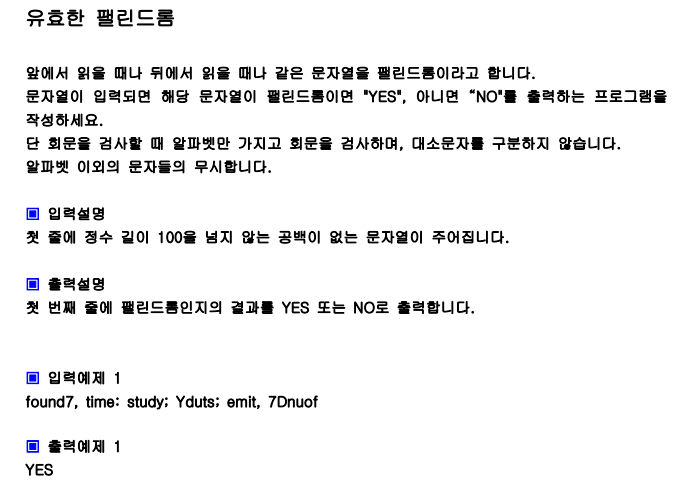 유효한 팰린드롬
앞에서 읽을 때나 뒤에서 읽을 때나 같은 문자열을 팰린드롬이라고 합니다.
문자열이 입력되면 해당 문자열이 팰린드롬이면 "YES", 아니면 “NO"를 출력하는 프로그램을
작성하세요.
단 회문을 검사할 때 알파벳만 가지고 회문을 검사하며, 대소문자를 구분하지 않습니다.
알파벳 이외의 문자들의 무시합니다.
▣ 입력설명
첫 줄에 정수 길이 100을 넘지 않는 공백이 없는 문자열이 주어집니다.
▣ 출력설명
첫 번째 줄에 팰린드롬인지의 결과를 YES 또는 NO로 출력합니다.
▣ 입력예제 1
found7, time: study; Yduts; emit, 7Dnuof
▣ 출력예제 1
YES